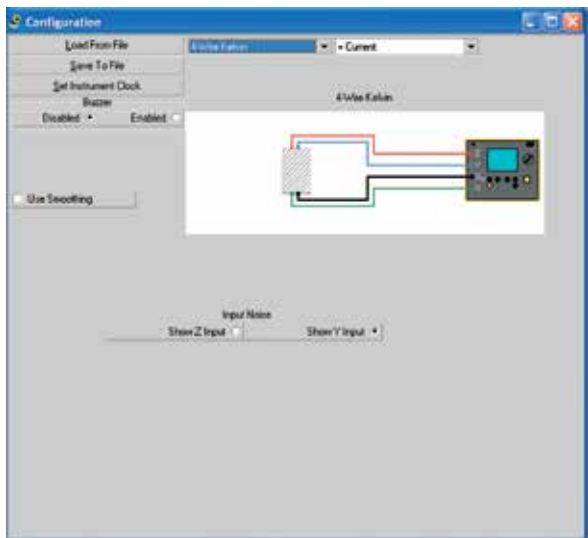 Configuration
Load From File
4-Wire Kelvin
+ Current
Save To File
Set Instrument Clock
Buzzer
Disabled
Enabled
4-Wire Kelvin
Use Smoothing
Input Noise
Show Z Input
Show Y Input